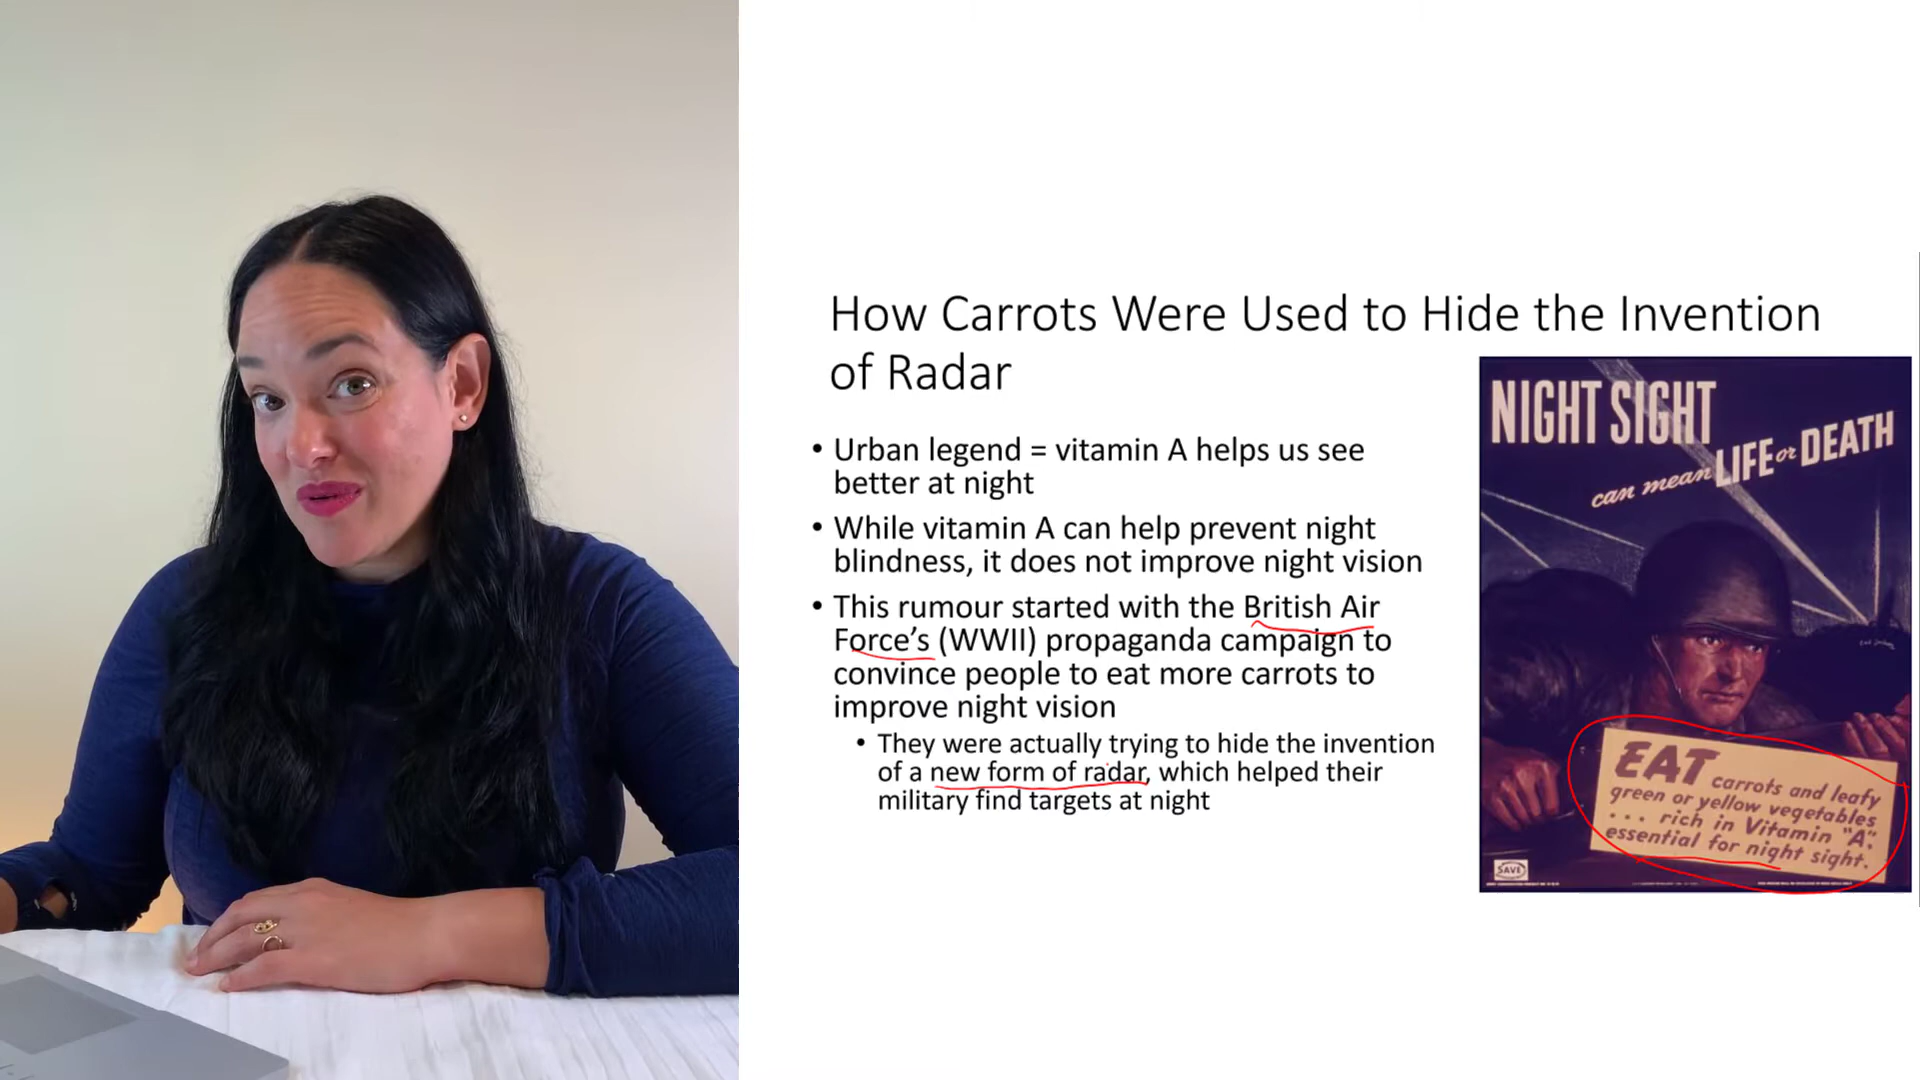 How Carrots Were Used to Hide the Invention
of Radar
• Urban legend = vitamin A helps us see
better at night
• While vitamin A can help prevent night
blindness, it does not improve night vision
• This rumour started with the British Air
Force's (WWII) propaganda campaign to
convince people to eat more carrots to
improve night vision
• They were actually trying to hide the invention
of a new form of radar, which helped their
military find targets at night
NIGHT SIGHT
can mean LIFE or DEATH
EAT carrots and leafy
green or yellow vegetables
... rich in Vitamin "A",
essential for night sight.
SAVE